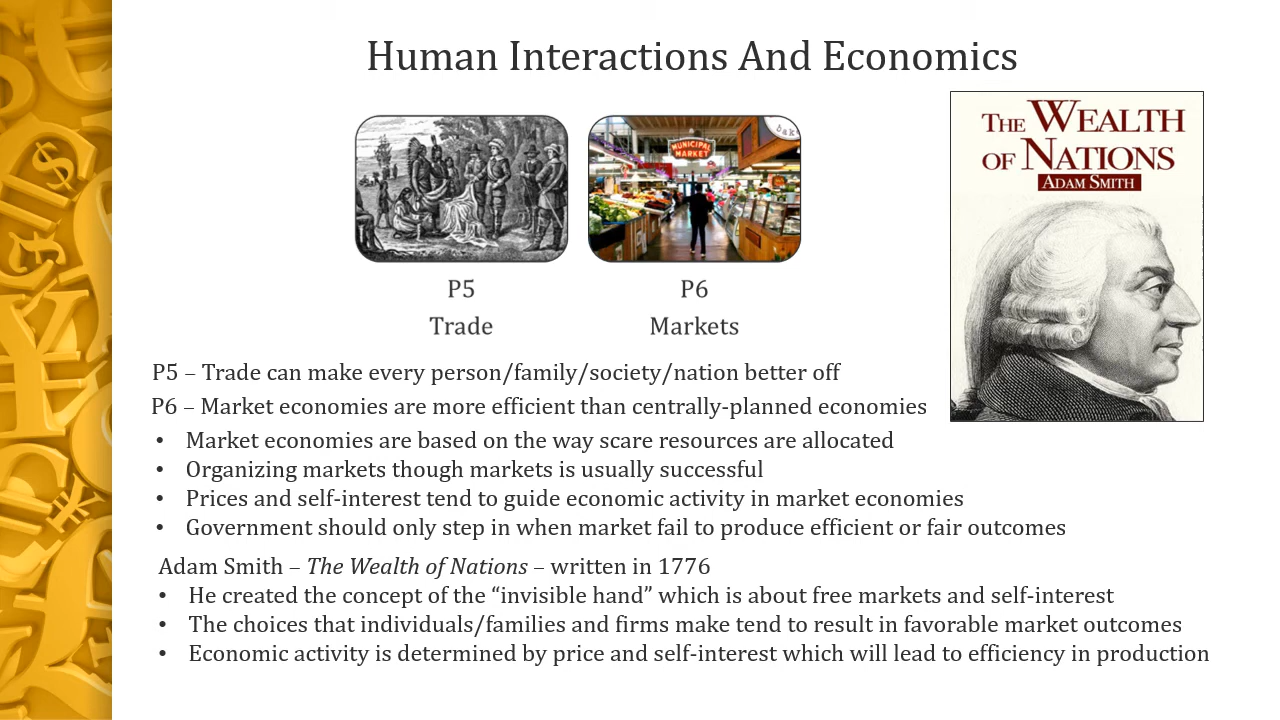 Human Interactions And Economics
THE WEALTH
OF NATIONS
ADAM SMITH
MUNICIPAL
MARKET
bak
P5
Trade
P6
Markets
P5 – Trade can make every person/family/society/nation better off
P6 – Market economies are more efficient than centrally-planned economies
• Market economies are based on the way scare resources are allocated
• Organizing markets though markets is usually successful
• Prices and self-interest tend to guide economic activity in market economies
• Government should only step in when market fail to produce efficient or fair outcomes
Adam Smith – The Wealth of Nations – written in 1776
• He created the concept of the “invisible hand” which is about free markets and self-interest
• The choices that individuals/families and firms make tend to result in favorable market outcomes
• Economic activity is determined by price and self-interest which will lead to efficiency in production